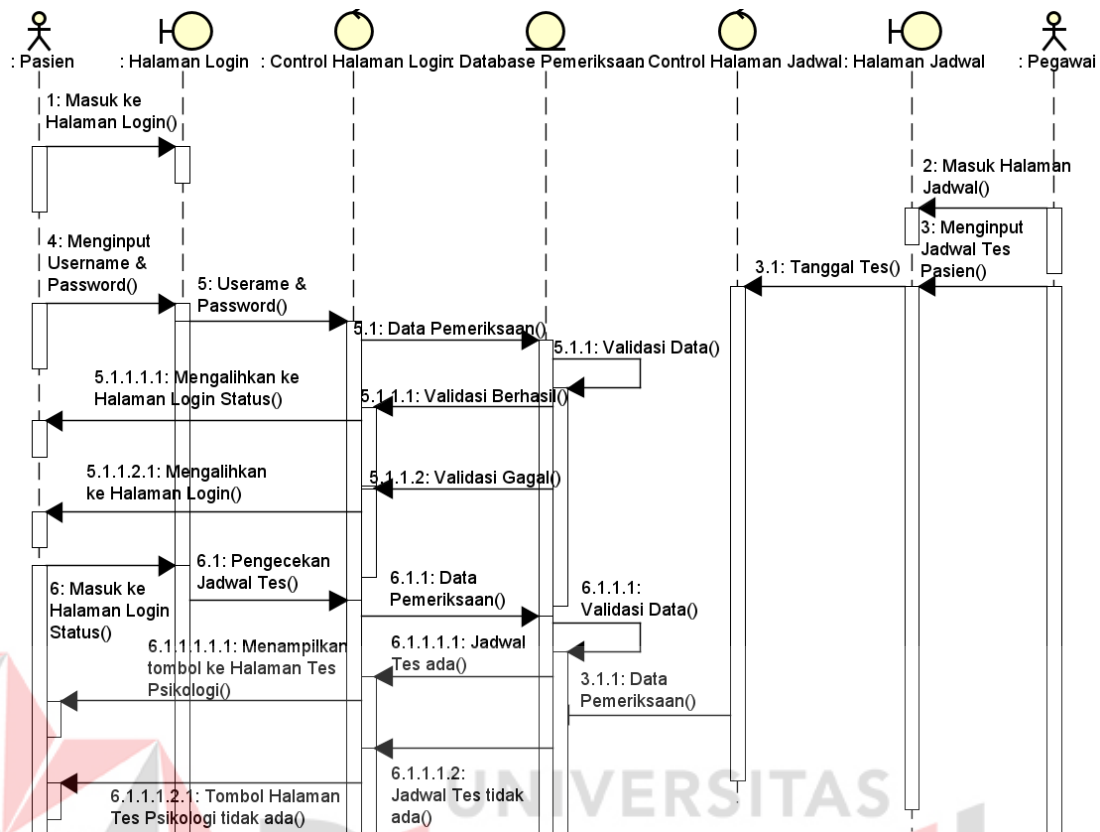 : Pasien
: Halaman Login
: Control Halaman Login
: Database Pemeriksaan
Control Halaman Jadwal
: Halaman Jadwal
: Pegawai
1: Masuk ke
Halaman Login()
2: Masuk Halaman
Jadwal()
3: Menginput
Jadwal Tes
Pasien()
3.1: Tanggal Tes()
4: Menginput
Username &
Password()
5: Userame &
Password()
5.1: Data Pemeriksaan()
5.1.1: Validasi Data()
5.1.1.1.1: Mengalihkan ke
Halaman Login Status()
5.1.1.1: Validasi Berhasil()
5.1.1.2.1: Mengalihkan
ke Halaman Login()
5.1.1.2: Validasi Gagal()
6: Masuk ke
Halaman Login
Status()
6.1: Pengecekan
Jadwal Tes()
6.1.1: Data
Pemeriksaan()
6.1.1.1:
Validasi Data()
6.1.1.1.1.1: Menampilkan
tombol ke Halaman Tes
Psikologi()
6.1.1.1.1: Jadwal
Tes ada()
3.1.1: Data
Pemeriksaan()
6.1.1.1.2:
Jadwal Tes tidak
ada()
6.1.1.1.2.1: Tombol Halaman
Tes Psikologi tidak ada()
UNIVERSITAS